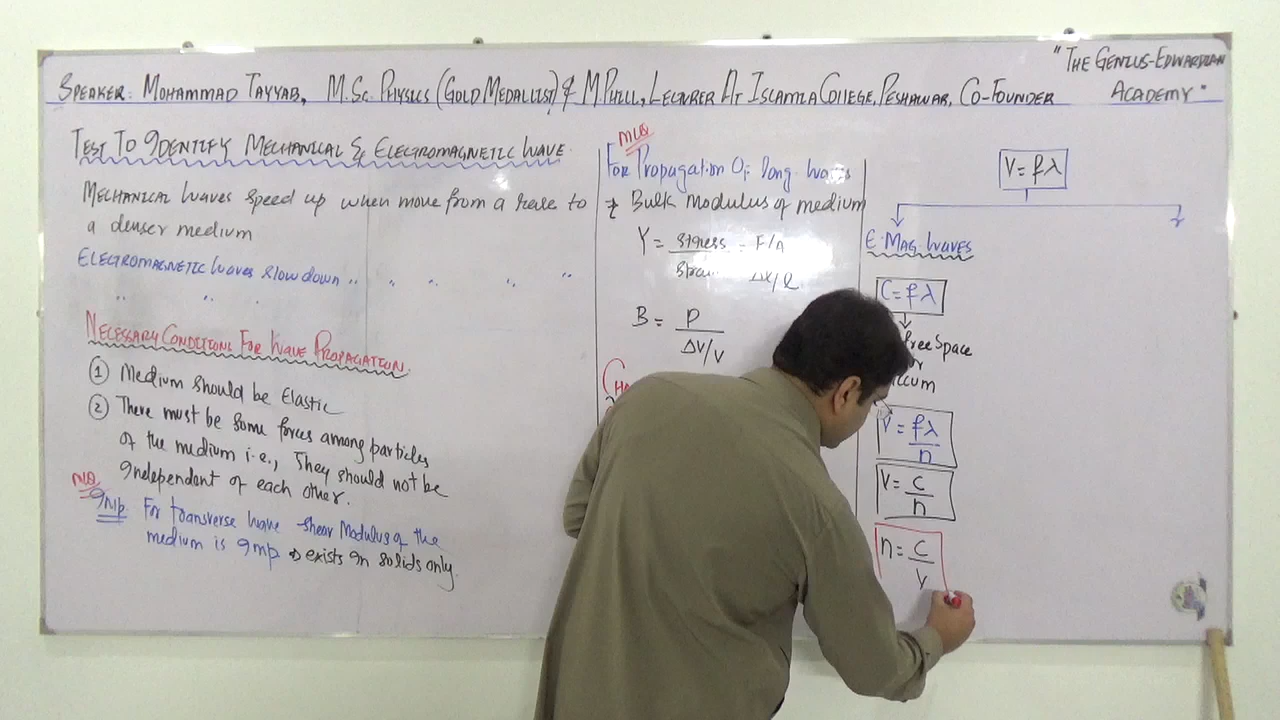 SPEAKER: MOHAMMAD TAYYAB, M.Sc. PHYSICS (GOLD MEDALIST) & M PHILL, LECTURER AT ISLAMIA COLLEGE, PESHAWAR, CO-FOUNDER
"THE GENIUS-EDWARDIAN
ACADEMY"
TEST TO IDENTIFY MECHANICAL & ELECTROMAGNETIC WAVE
MECHANICAL Waves speed up when move from a rare to
a denser medium
ELECTROMAGNETIC Waves slow down " " " " "
" " "
NECESSARY CONDITIONS FOR WAVE PROPAGATION.
① Medium should be Elastic
② There must be some forces among particles
of the medium i.e., They should not be
Independent of each other.
MCQ
Imp. For transverse wave shear Modulus of the
medium is Imp. → exists in solids only.
MCQ
For Propagation Of Long Waves
Bulk Modulus of medium
Y = Stress = F/A
ΔL/L
B = P
ΔV/V
V = fλ
E. MAG. WAVES
C = fλ
free Space
V = fλ
n
V = C
n
n = C
V